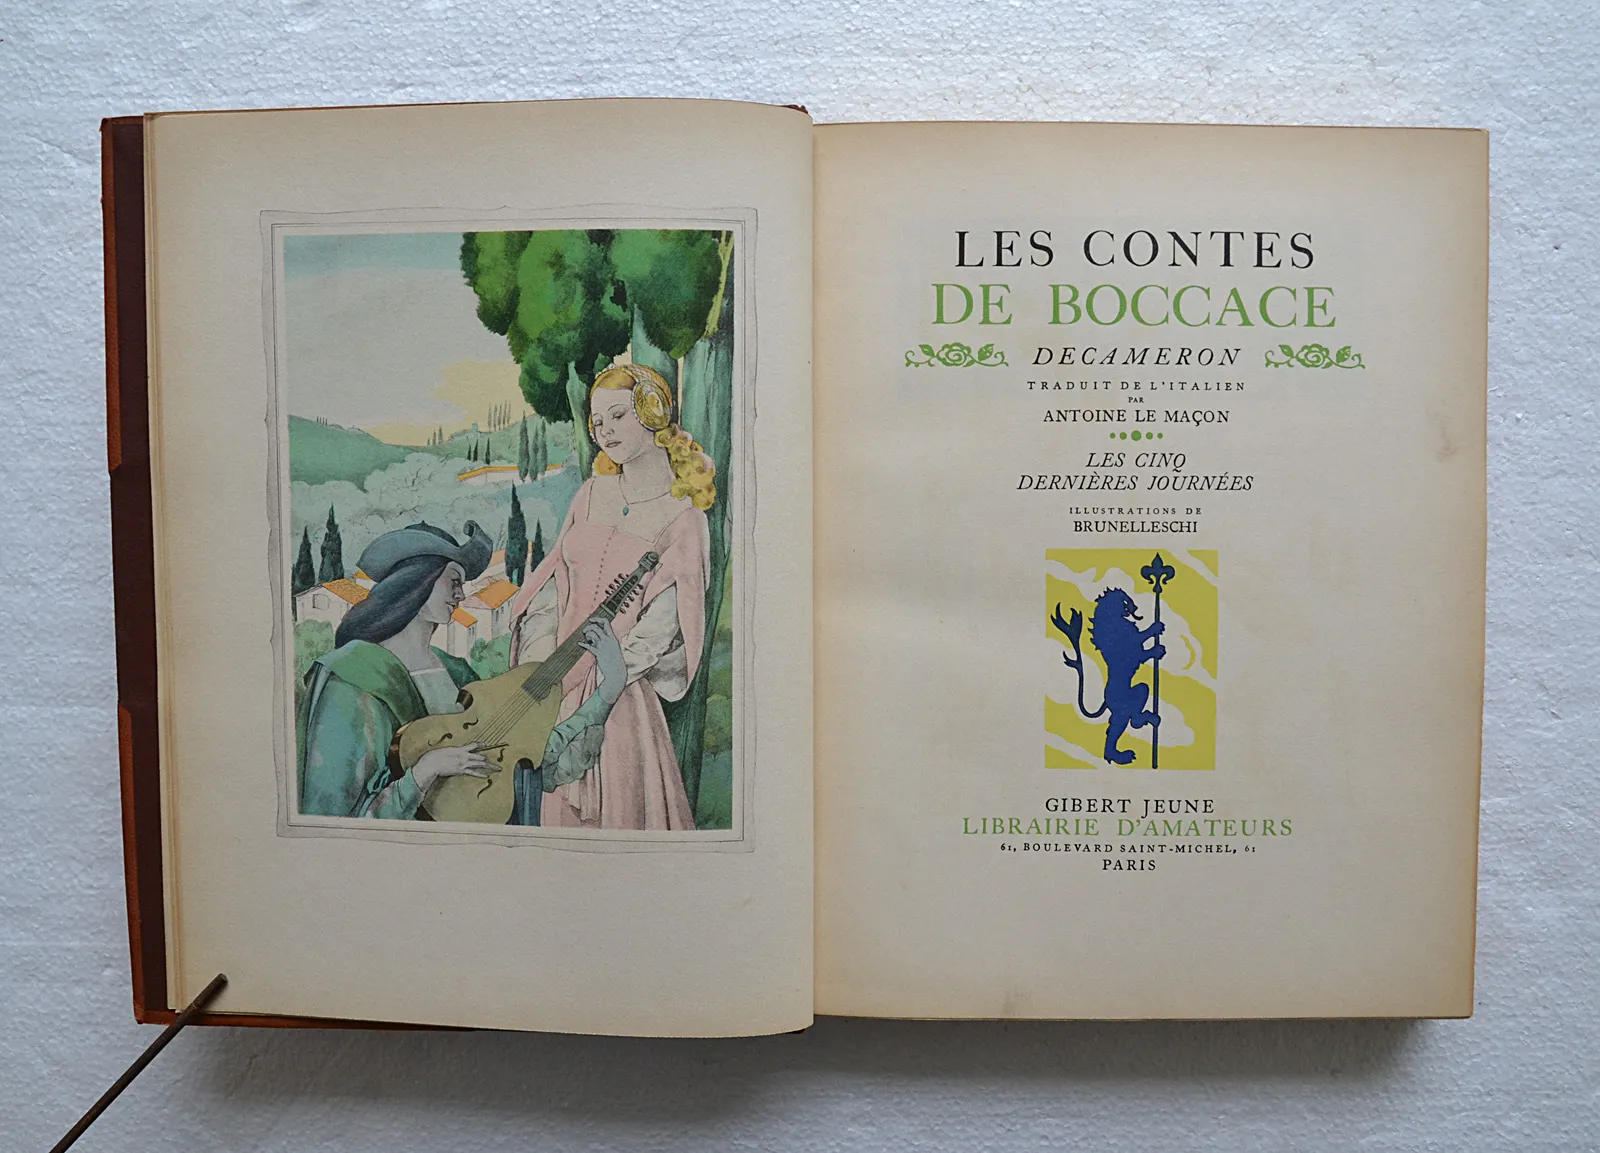 LES CONTES
DE BOCCACE
DECAMERON
TRADUIT DE L'ITALIEN
PAR
ANTOINE LE MAÇON
LES CINQ
DERNIÈRES JOURNÉES
ILLUSTRATIONS DE
BRUNELLESCHI
GIBERT JEUNE
LIBRAIRIE D'AMATEURS
61, BOULEVARD SAINT-MICHEL, 61
PARIS